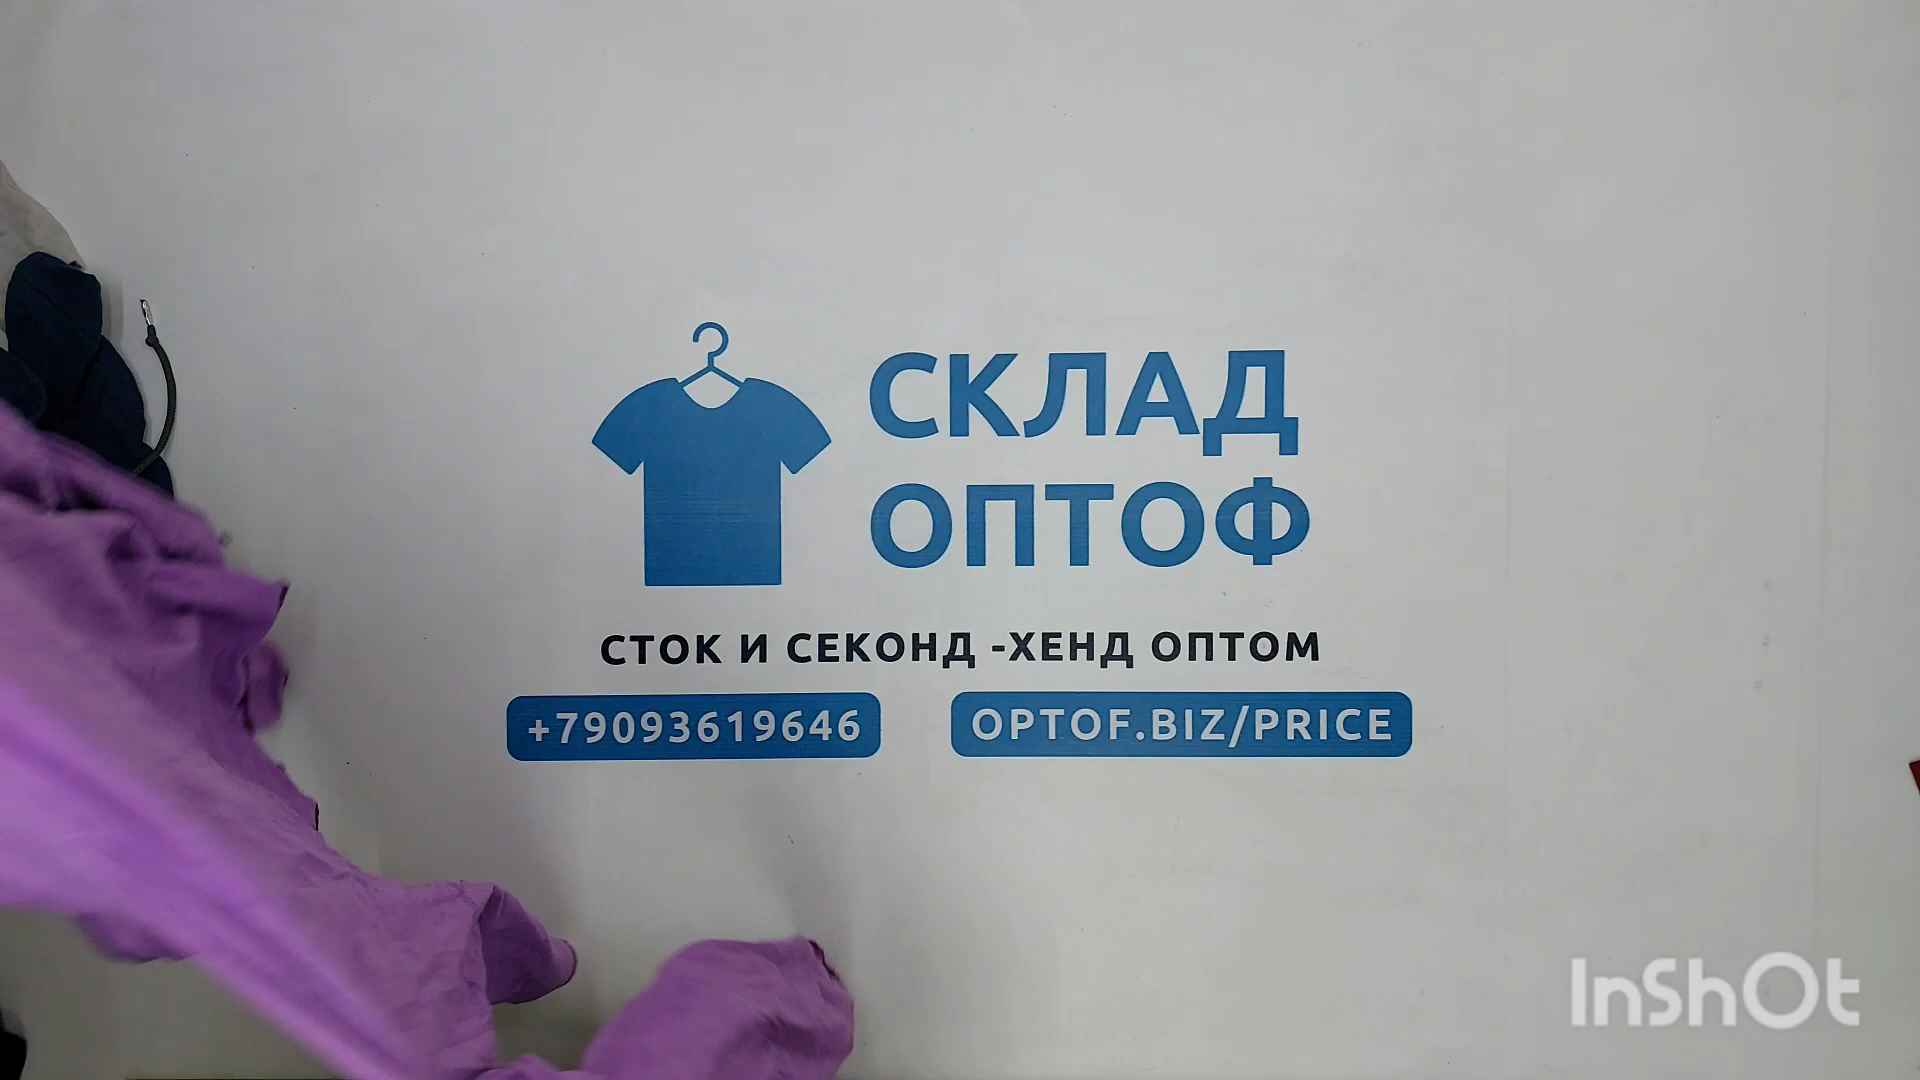 СКЛАД
ОПТОФ
СТОК И СЕКОНД -ХЕНД ОПТОМ
+79093619646
OPTOF.BIZ/PRICE
InShOt